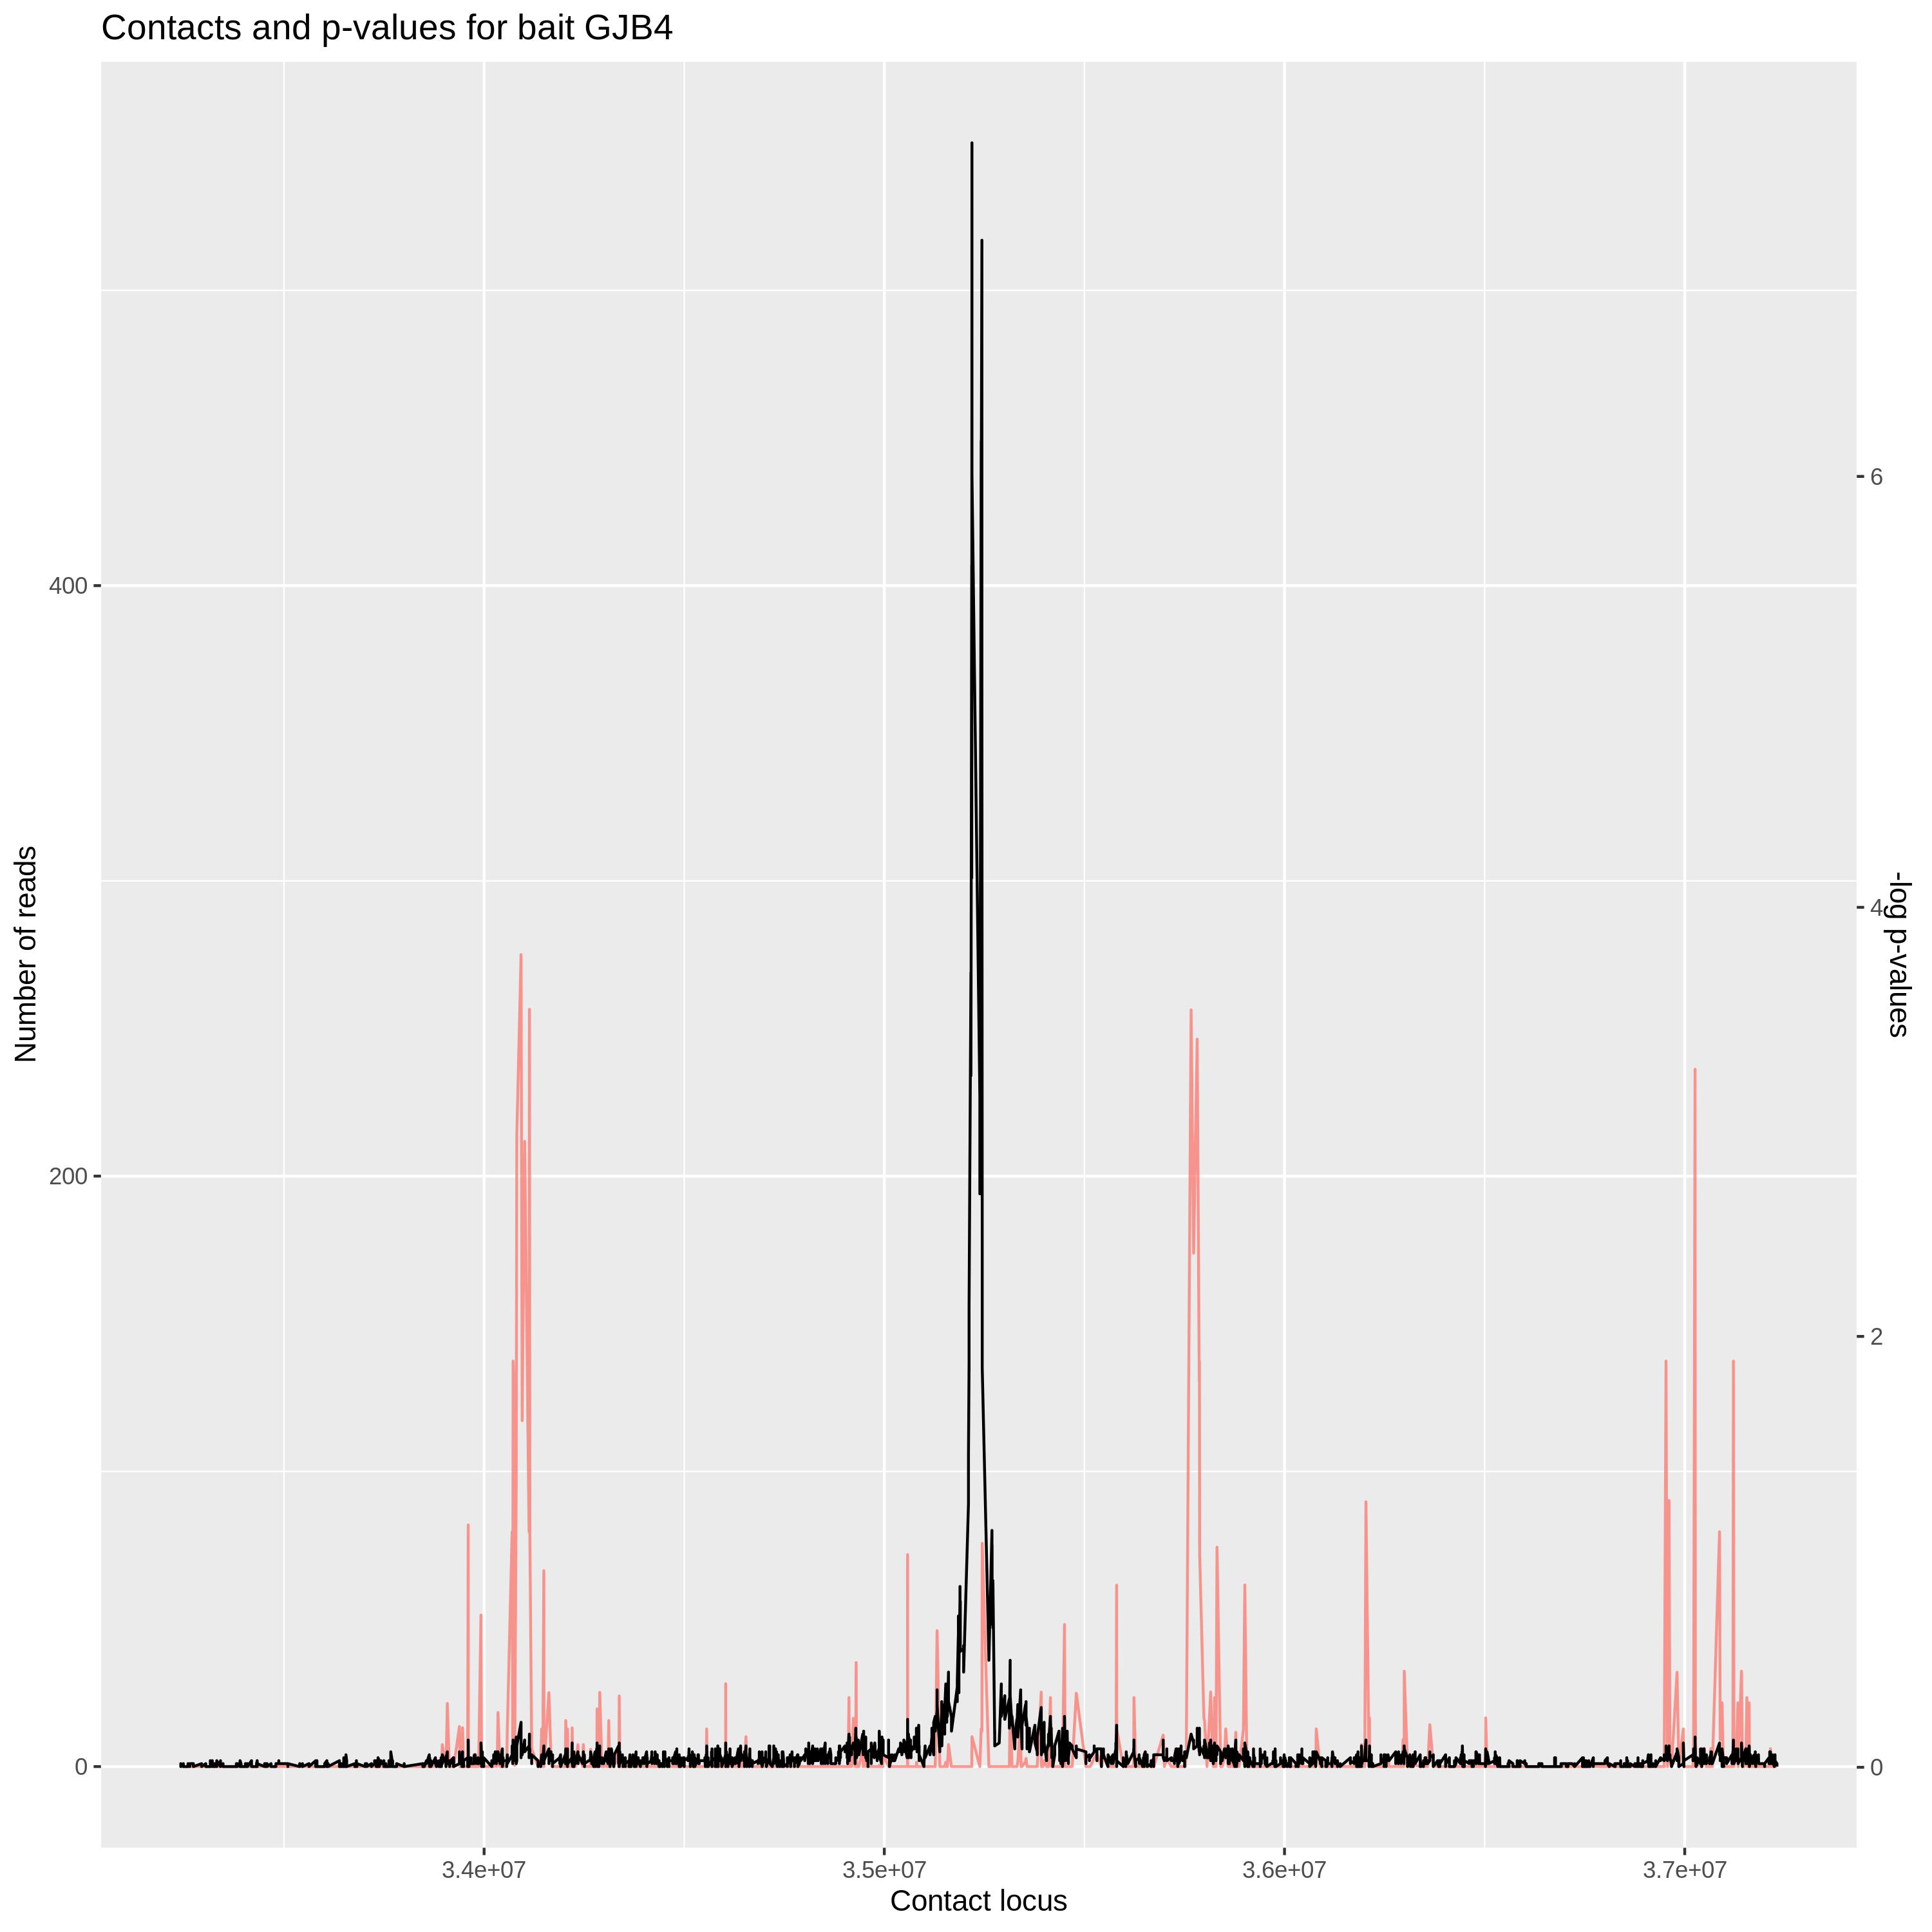 Contacts and p-values for bait GJB4
Number of reads
400
200
0
6
4
2
0
-log p-values
3.4e+07 3.5e+07 3.6e+07 3.7e+07
Contact locus